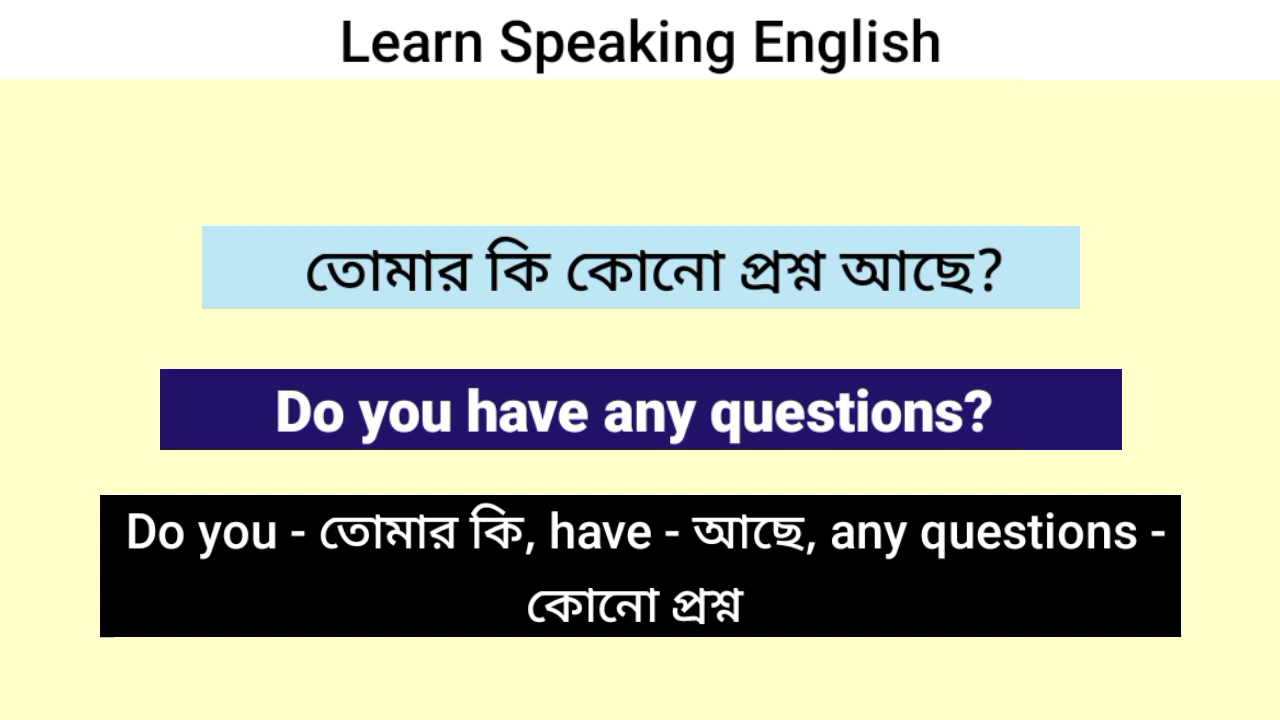 Learn Speaking English
তোমার কি কোনো প্রশ্ন আছে?
Do you have any questions?
Do you - তোমার কি, have - আছে, any questions -
কোনো প্রশ্ন